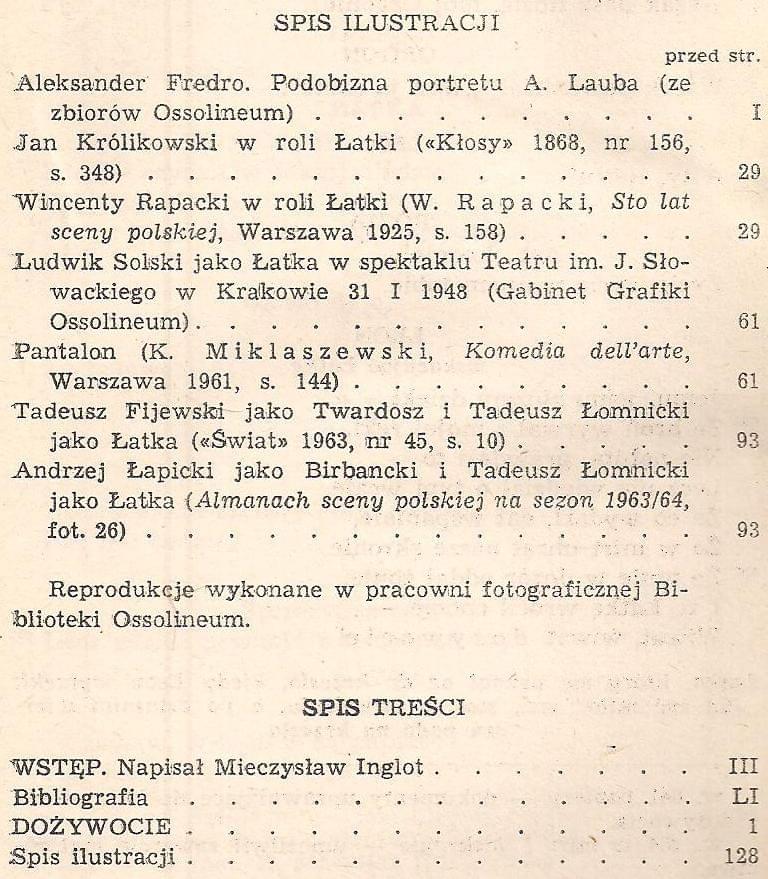 SPIS ILUSTRACJI
przed str.
Aleksander Fredro. Podobizna portretu A. Lauba (ze
zbiorów Ossolineum) . . . . . . . . . . I
Jan Królikowski w roli Łatki («Kłosy» 1868, nr 156,
s. 348) . . . . . . . . . . . . . . 29
Wincenty Rapacki w roli Łatki (W. Rapacki, Sto lat
sceny polskiej, Warszawa 1925, s. 158) . . . . . 29
Ludwik Solski jako Łatka w spektaklu Teatru im. J. Sło-
wackiego w Krakowie 31 I 1948 (Gabinet Grafiki
Ossolineum) . . . . . . . . . . . . . 61
Pantalon (K. Miklaszewski, Komedia dell'arte,
Warszawa 1961, s. 144) . . . . . . . . . 61
Tadeusz Fijewski jako Twardosz i Tadeusz Łomnicki
jako Łatka («Świat» 1963, nr 45, s. 10) . . . . . 93
Andrzej Łapicki jako Birbancki i Tadeusz Łomnicki
jako Łatka (Almanach sceny polskiej na sezon 1963/64,
fot. 26) . . . . . . . . . . . . . . 93
Reprodukcje wykonane w pracowni fotograficznej Bi-
blioteki Ossolineum.
SPIS TREŚCI
WSTĘP. Napisał Mieczysław Inglot . . . . . . . III
Bibliografia . . . . . . . . . . . . . LI
DOŻYWOCIE . . . . . . . . . . . . . 1
Spis ilustracji . . . . . . . . . . . . . 128